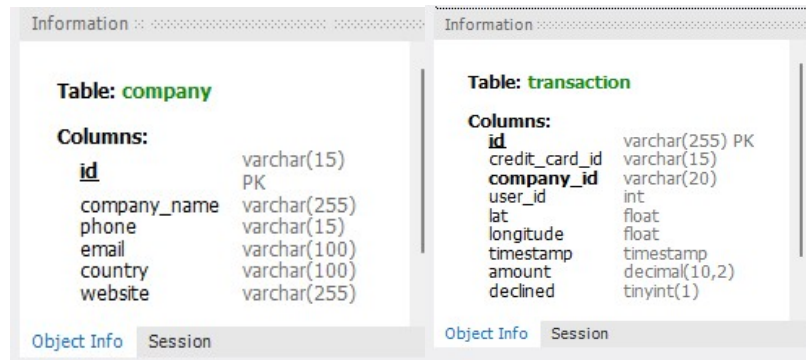 Information
Table: company
Columns:
id varchar(15)
PK
company_name varchar(255)
phone varchar(15)
email varchar(100)
country varchar(100)
website varchar(255)
Object Info Session
Information
Table: transaction
Columns:
id varchar(255) PK
credit_card_id varchar(15)
company_id varchar(20)
user_id int
lat float
longitude float
timestamp timestamp
amount decimal(10,2)
declined tinyint(1)
Object Info Session